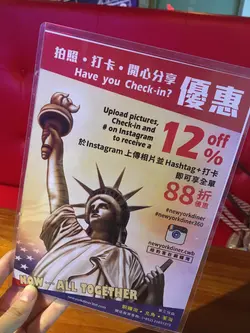 拍照・打卡・開心分享
Have you Check-in?
優惠
Upload pictures,
Check-in and
# on Instagram
to receive a
12% off
於Instagram上傳相片並Hashtag+打卡
即可享全單
88折
優惠
#newyorkdiner
#newyorkdiner360
newyorkdiner.cwb
NOW — ALL TOGETHER